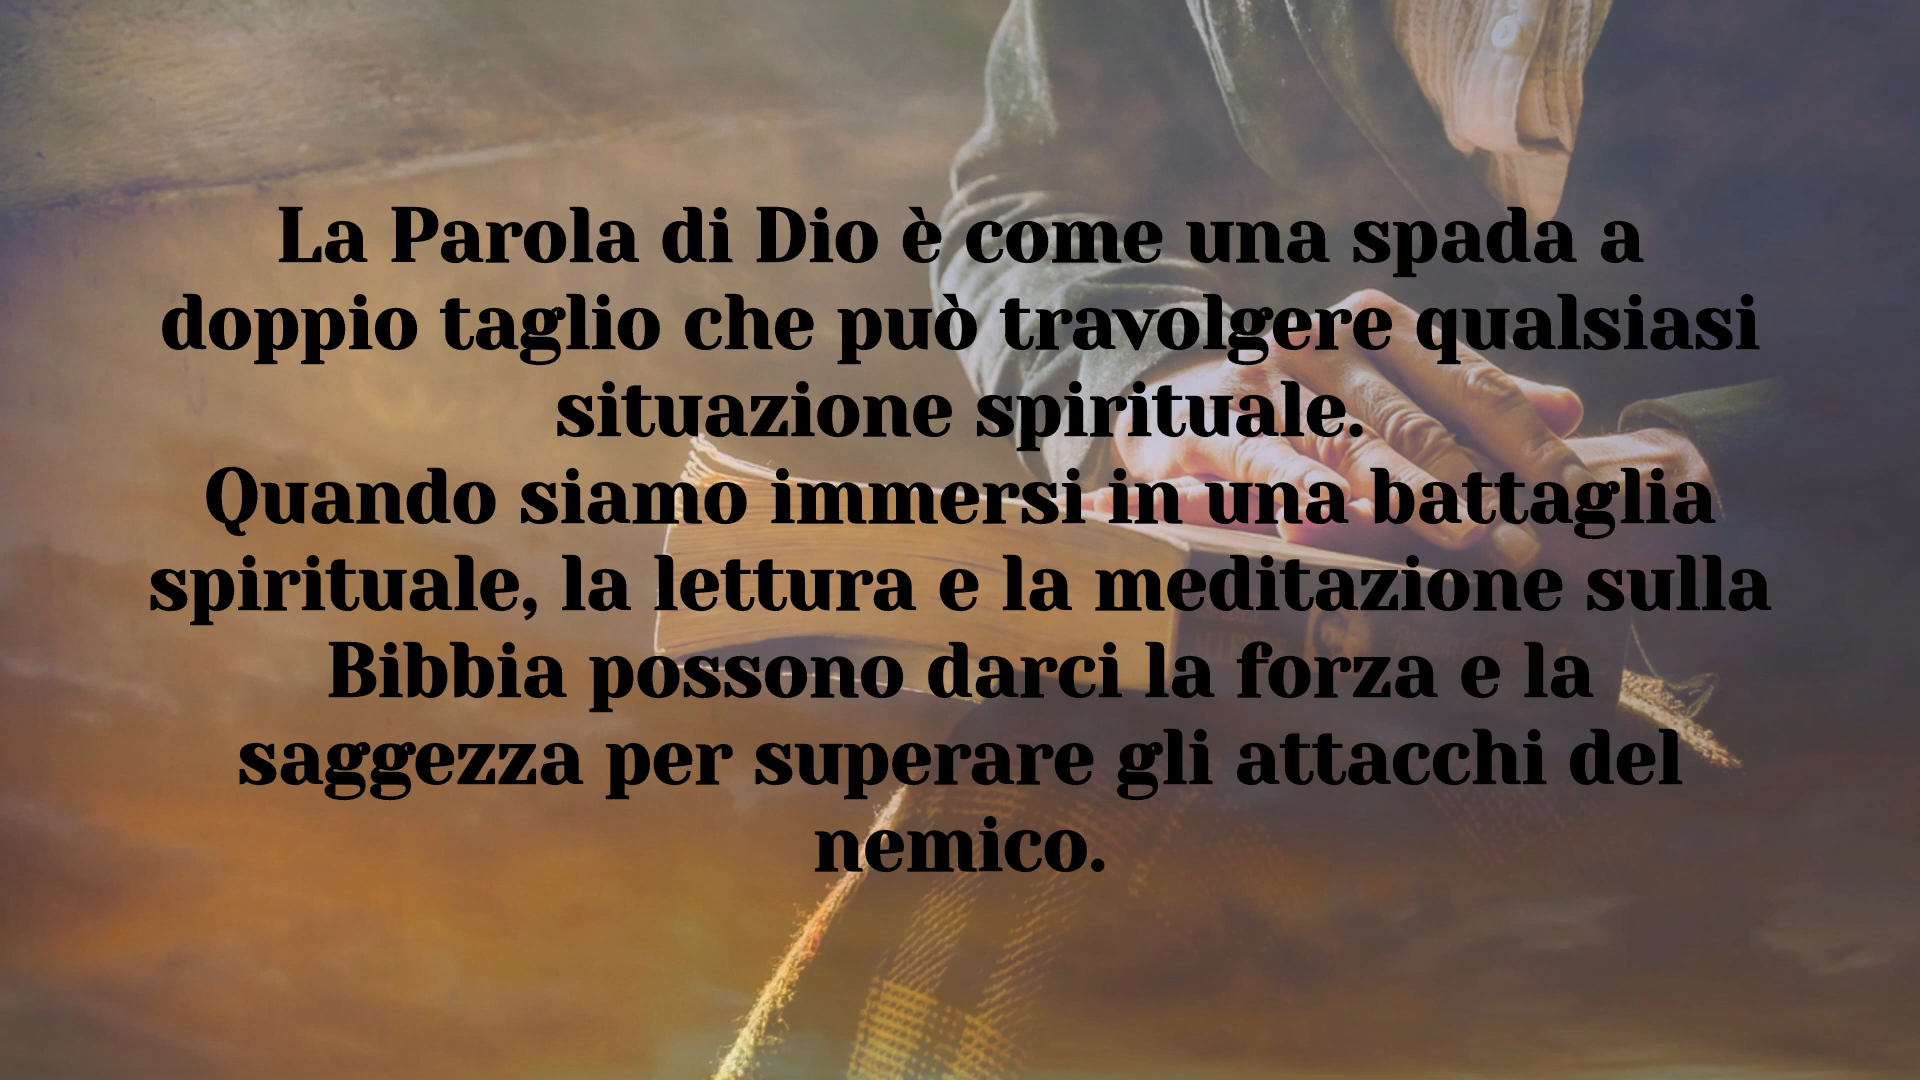 La Parola di Dio è come una spada a
doppio taglio che può travolgere qualsiasi
situazione spirituale.
Quando siamo immersi in una battaglia
spirituale, la lettura e la meditazione sulla
Bibbia possono darci la forza e la
saggezza per superare gli attacchi del
nemico.